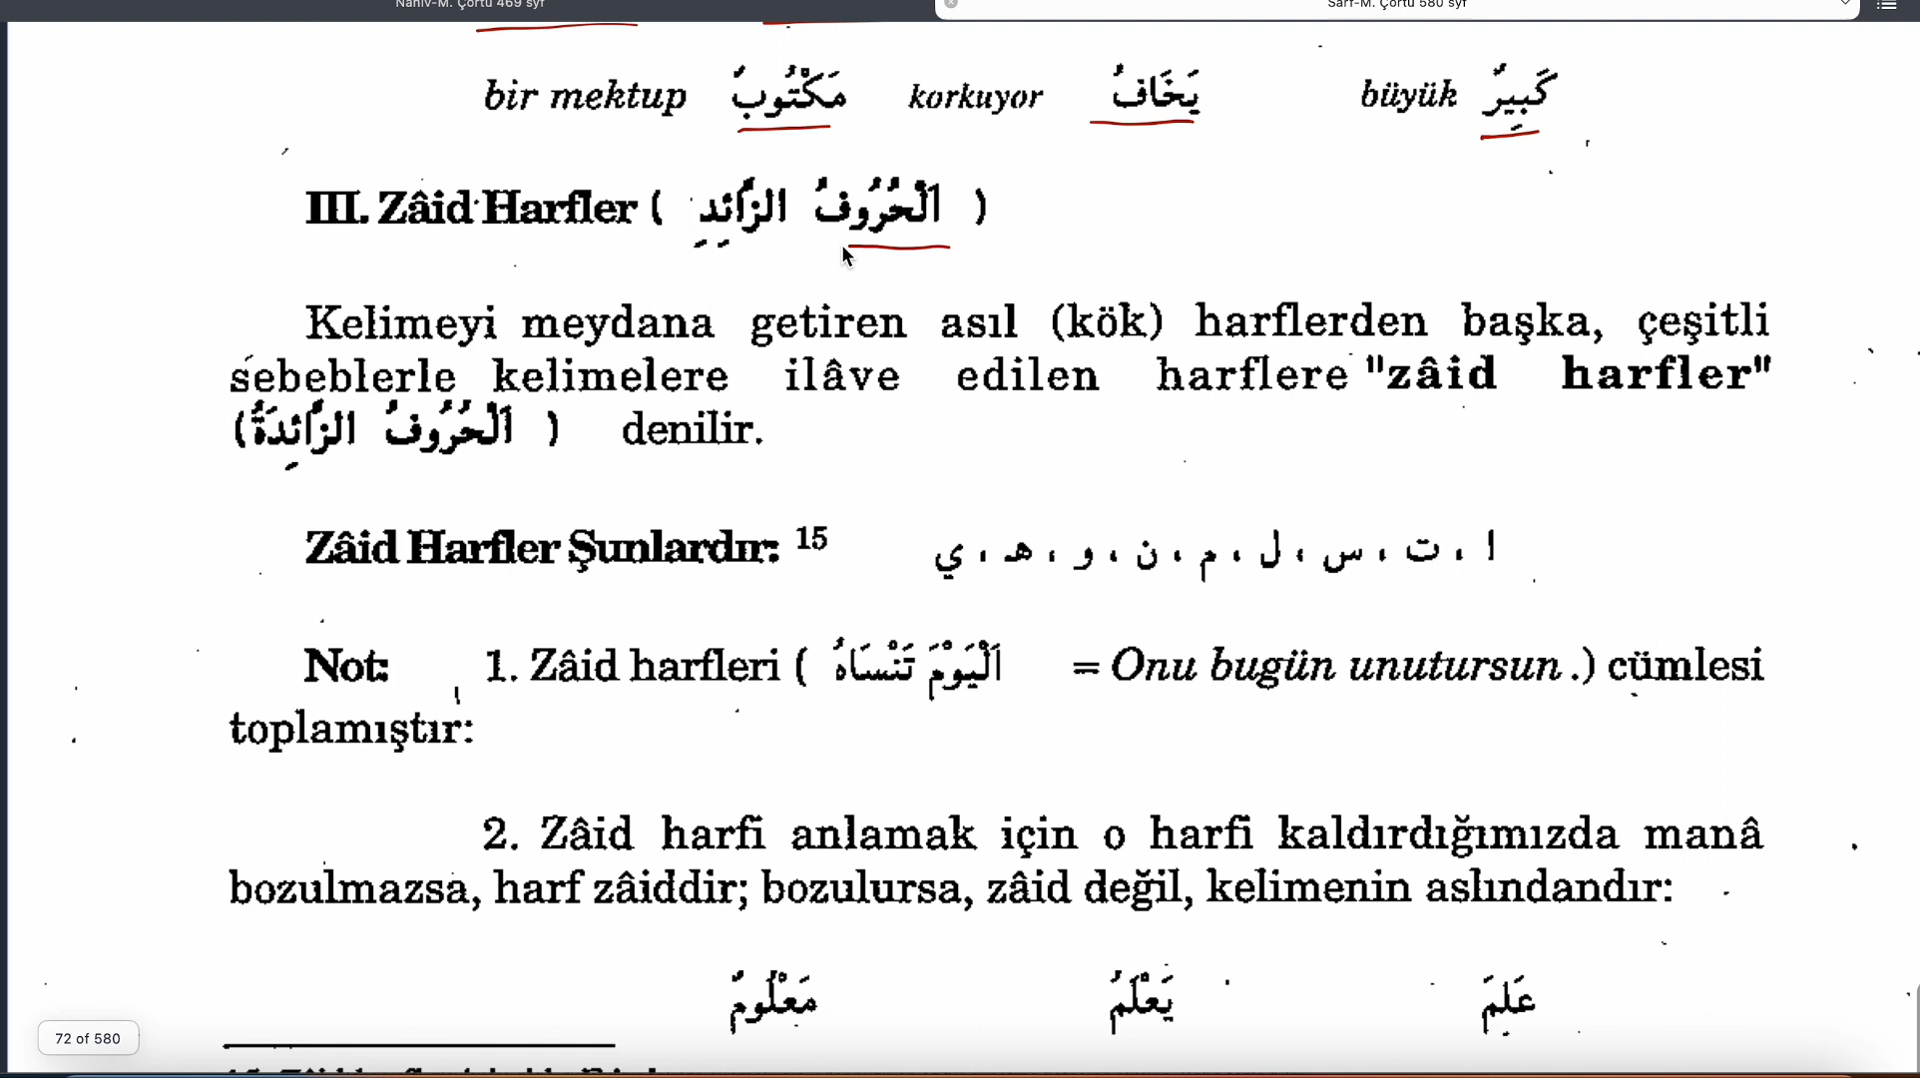 Nahiv-M. Çörtü 469 syf Sarf-M. Çörtü 580 syf
bir mektup مَكْتُوبٌ korkuyor يَخَافُ büyük كَبِيرٌ
III. Zâid Harfler ( اَلْحُرُوفُ الزَّائِدِ )
Kelimeyi meydana getiren asıl (kök) harflerden başka, çeşitli
sebeblerle kelimelere ilâve edilen harflere "zâid harfler"
( اَلْحُرُوفُ الزَّائِدَةُ ) denilir.
Zâid Harfler Şunlardır: 15 ا ، ت ، س ، ل ، م ، ن ، و ، هـ ، ي
Not: 1. Zâid harfleri ( اَلْيَوْمَ تَنْسَاهُ = Onu bugün unutursun.) cümlesi
toplamıştır:
2. Zâid harfi anlamak için o harfi kaldırdığımızda manâ
bozulmazsa, harf zâiddir; bozulursa, zâid değil, kelimenin aslındandır:
مَعْلُومٌ يَعْلَمُ عَلِمَ
72 of 580